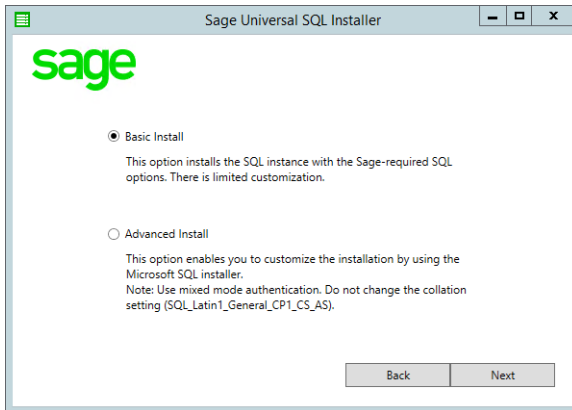 Sage Universal SQL Installer
sage
Basic Install
This option installs the SQL instance with the Sage-required SQL
options. There is limited customization.
Advanced Install
This option enables you to customize the installation by using the
Microsoft SQL installer.
Note: Use mixed mode authentication. Do not change the collation
setting (SQL_Latin1_General_CP1_CS_AS).
Back
Next